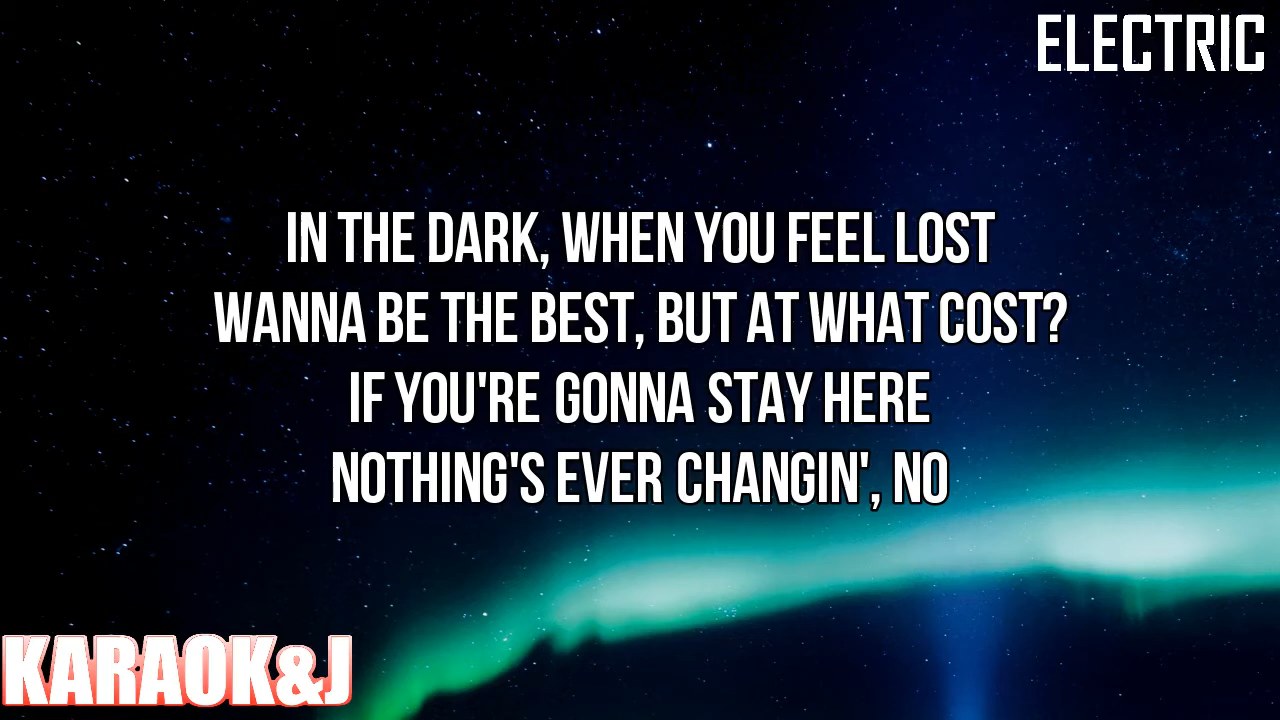 ELECTRIC
IN THE DARK, WHEN YOU FEEL LOST
WANNA BE THE BEST, BUT AT WHAT COST?
IF YOU'RE GONNA STAY HERE
NOTHING'S EVER CHANGIN', NO
KARAOK&J